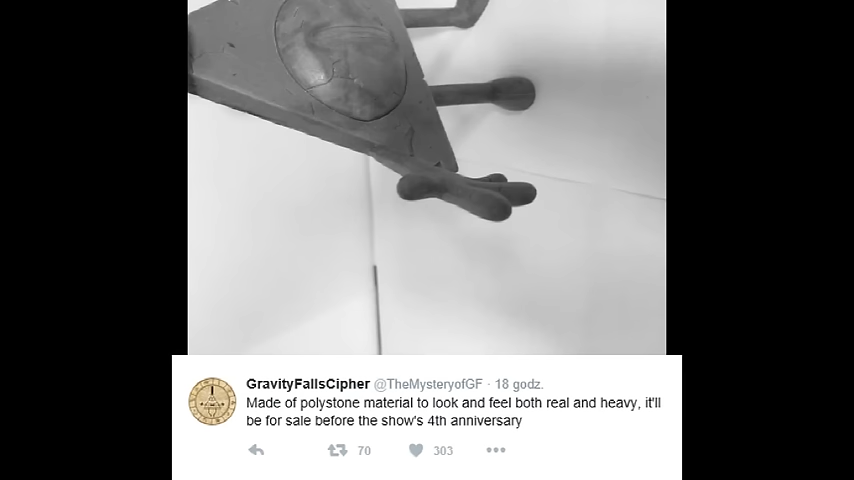 GravityFallsCipher @TheMysteryofGF · 18 godz.
Made of polystone material to look and feel both real and heavy, it'll
be for sale before the show's 4th anniversary
70 303